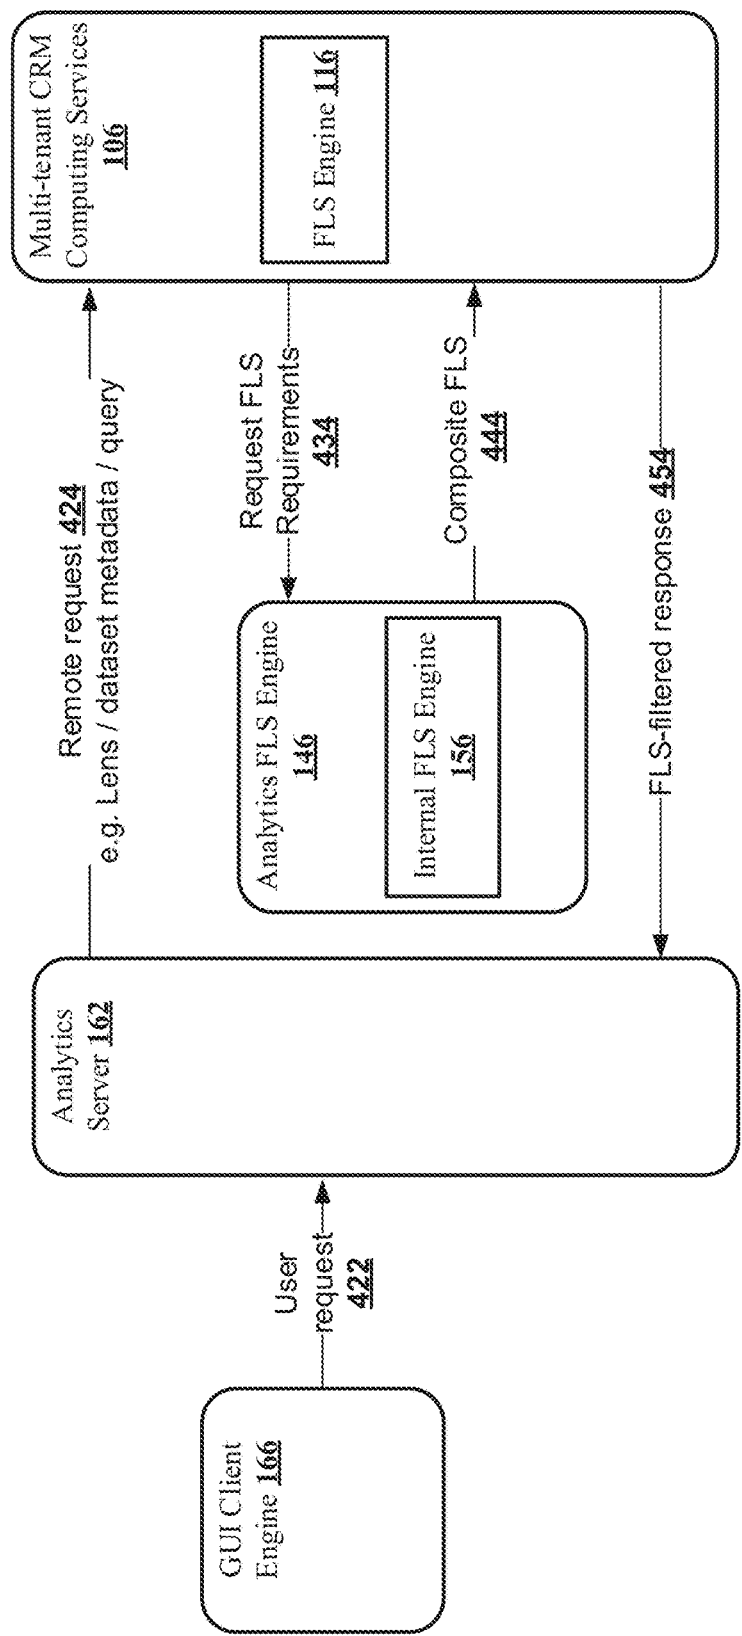 GUI Client
Engine 166
User
request
422
Analytics
Server 162
Remote request 424
e.g. Lens / dataset metadata / query
Analytics FLS Engine
146
Internal FLS Engine
156
Request FLS
Requirements
434
Composite FLS
444
FLS-filtered response 454
Multi-tenant CRM
Computing Services
106
FLS Engine 116